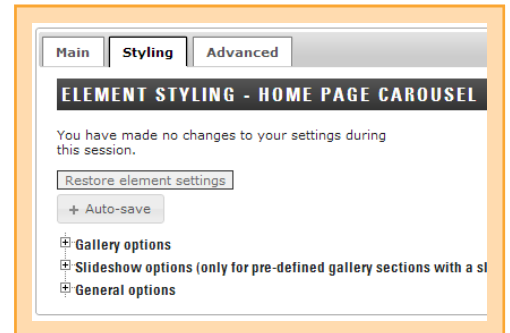 Main Styling Advanced
ELEMENT STYLING - HOME PAGE CAROUSEL
You have made no changes to your settings during
this session.
Restore element settings
+ Auto-save
Gallery options
Slideshow options (only for pre-defined gallery sections with a
General options